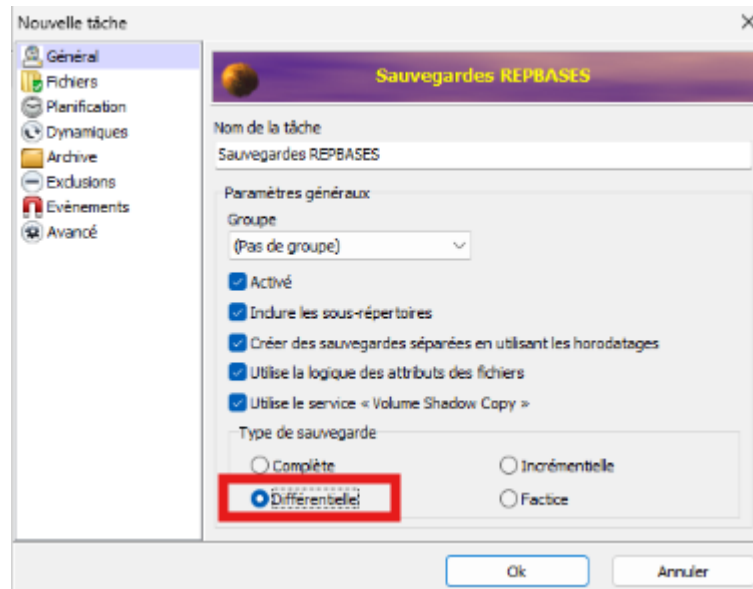 Nouvelle tâche
Général
Fichiers
Planification
Dynamiques
Archive
Exclusions
Evènements
Avancé
Sauvegardes REPBASES
Nom de la tâche
Sauvegardes REPBASES
Paramètres généraux
Groupe
(Pas de groupe)
Activé
Indure les sous-répertoires
Créer des sauvegardes séparées en utilisant les horodatages
Utilise la logique des attributs des fichiers
Utilise le service « Volume Shadow Copy »
Type de sauvegarde
Complète
Incrémentielle
Différentielle
Factice
Ok
Annuler